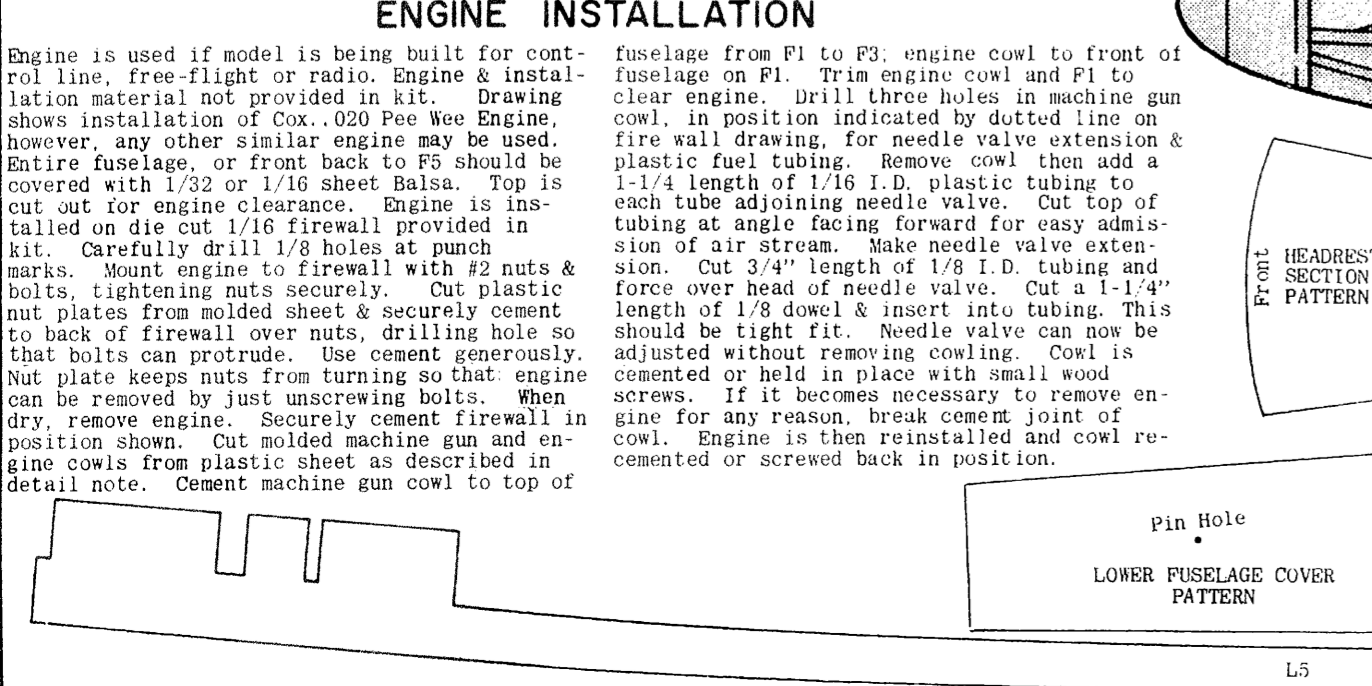 ENGINE INSTALLATION
Engine is used if model is being built for cont-
rol line, free-flight or radio. Engine & instal-
lation material not provided in kit. Drawing
shows installation of Cox..020 Pee Wee Engine,
however, any other similar engine may be used.
Entire fuselage, or front back to F5 should be
covered with 1/32 or 1/16 sheet Balsa. Top is
cut out for engine clearance. Engine is ins-
talled on die cut 1/16 firewall provided in
kit. Carefully drill 1/8 holes at punch
marks. Mount engine to firewall with #2 nuts &
bolts, tightening nuts securely. Cut plastic
nut plates from molded sheet & securely cement
to back of firewall over nuts, drilling hole so
that bolts can protrude. Use cement generously.
Nut plate keeps nuts from turning so that engine
can be removed by just unscrewing bolts. When
dry, remove engine. Securely cement firewall in
position shown. Cut molded machine gun and en-
gine cowls from plastic sheet as described in
detail note. Cement machine gun cowl to top of
fuselage from F1 to F3; engine cowl to front of
fuselage on F1. Trim engine cowl and F1 to
clear engine. Drill three holes in machine gun
cowl, in position indicated by dotted line on
fire wall drawing, for needle valve extension &
plastic fuel tubing. Remove cowl then add a
1-1/4 length of 1/16 I.D. plastic tubing to
each tube adjoining needle valve. Cut top of
tubing at angle facing forward for easy admis-
sion of air stream. Make needle valve exten-
sion. Cut 3/4" length of 1/8 I.D. tubing and
force over head of needle valve. Cut a 1-1/4"
length of 1/8 dowel & insert into tubing. This
should be tight fit. Needle valve can now be
adjusted without removing cowling. Cowl is
cemented or held in place with small wood
screws. If it becomes necessary to remove en-
gine for any reason, break cement joint of
cowl. Engine is then reinstalled and cowl re-
cemented or screwed back in position.
Front
HEADREST
SECTION
PATTERN
Pin Hole
LOWER FUSELAGE COVER
PATTERN
L5